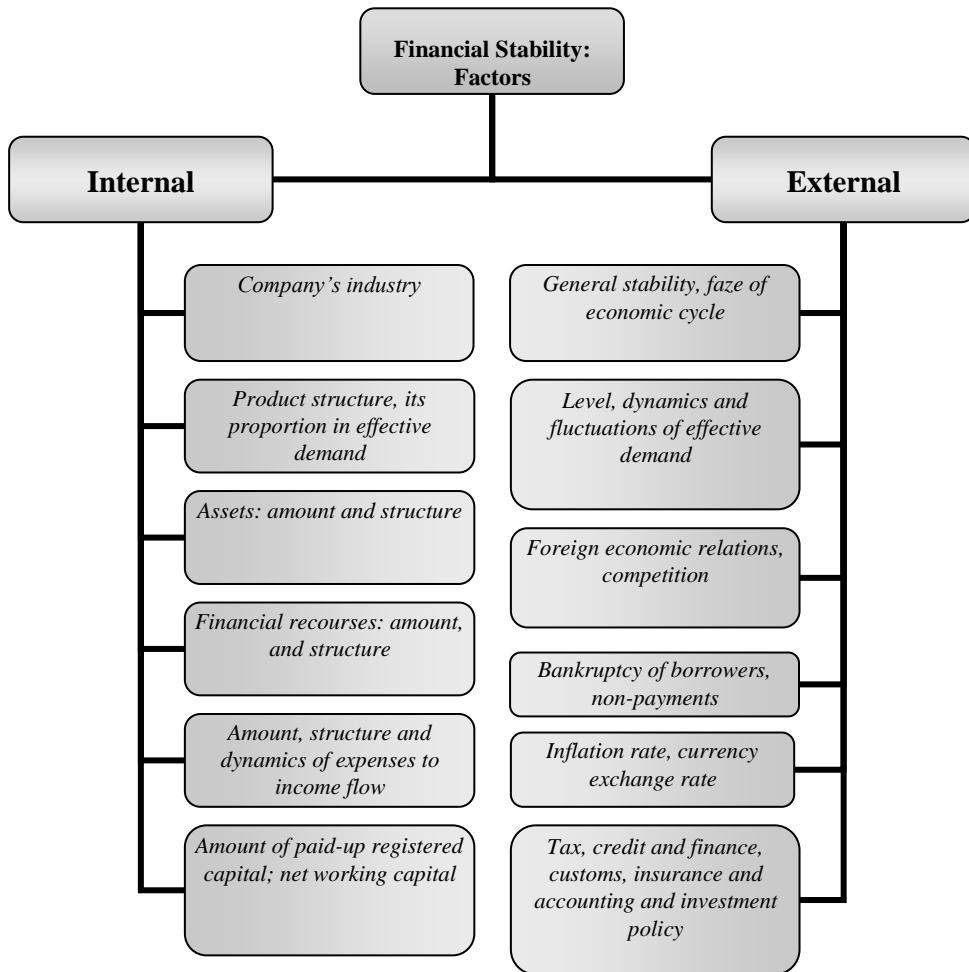 Financial Stability:
Factors
Internal
External
Company’s industry
Product structure, its
proportion in effective
demand
Assets: amount and structure
Financial recourses: amount,
and structure
Amount, structure and
dynamics of expenses to
income flow
Amount of paid-up registered
capital; net working capital
General stability, faze of
economic cycle
Level, dynamics and
fluctuations of effective
demand
Foreign economic relations,
competition
Bankruptcy of borrowers,
non-payments
Inflation rate, currency
exchange rate
Tax, credit and finance,
customs, insurance and
accounting and investment
policy